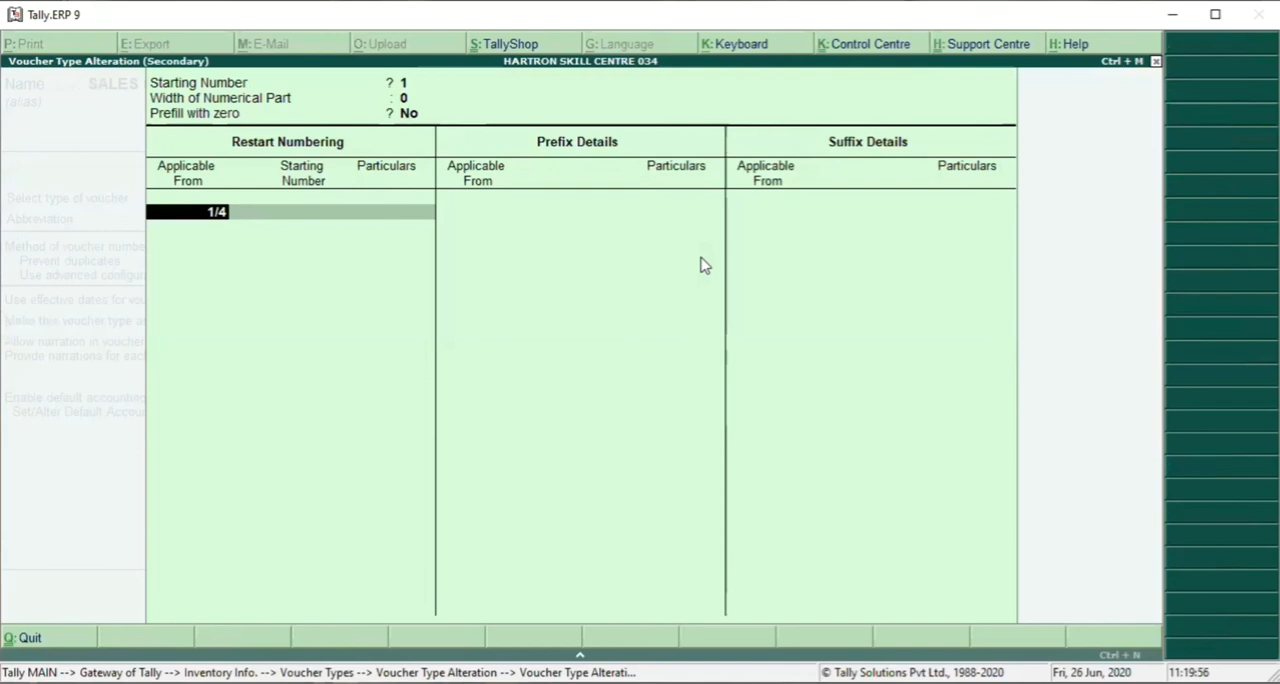 Tally.ERP 9
P: Print E: Export M: E-Mail O: Upload S: TallyShop G: Language K: Keyboard K: Control Centre H: Support Centre H: Help
Voucher Type Alteration (Secondary) HARTRON SKILL CENTRE 034 Ctrl + M
Name SALES
(alias)
Starting Number ? 1
Width of Numerical Part : 0
Prefill with zero ? No
Restart Numbering Prefix Details Suffix Details
Applicable Starting Particulars Applicable Particulars Applicable Particulars
From Number From From
1/4
Select type of voucher
Abbreviation
Method of voucher numbe
Prevent duplicates
Use advanced configur
Use effective dates for vou
Make this voucher type a
Allow narration in voucher
Provide narrations for each
Enable default accounting
Set/Alter Default Accou
Q: Quit
Ctrl + N
Tally MAIN --> Gateway of Tally --> Inventory Info. --> Voucher Types --> Voucher Type Alteration --> Voucher Type Alterati... © Tally Solutions Pvt Ltd., 1988-2020 Fri, 26 Jun, 2020 11:19:56